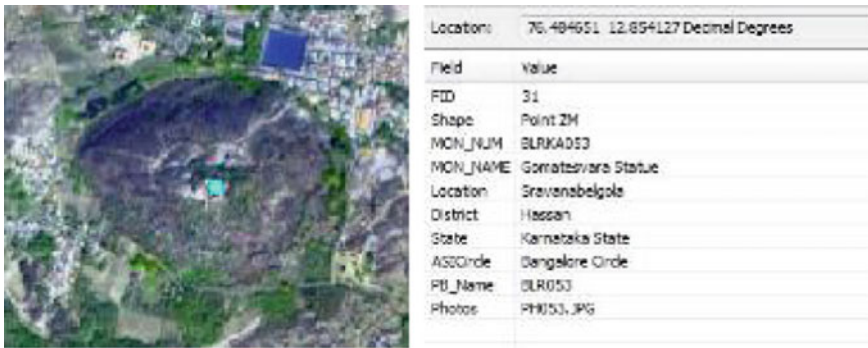 Location: 76.484651 12.854127 Decimal Degrees
Field Value
FID 31
Shape Point ZM
MON_NUM BLRKA053
MON_NAME Gomatesvara Statue
Location Sravanabelgola
District Hassan
State Karnataka State
ASICircle Bangalore Circle
PB_Name BLR053
Photos PH053.JPG